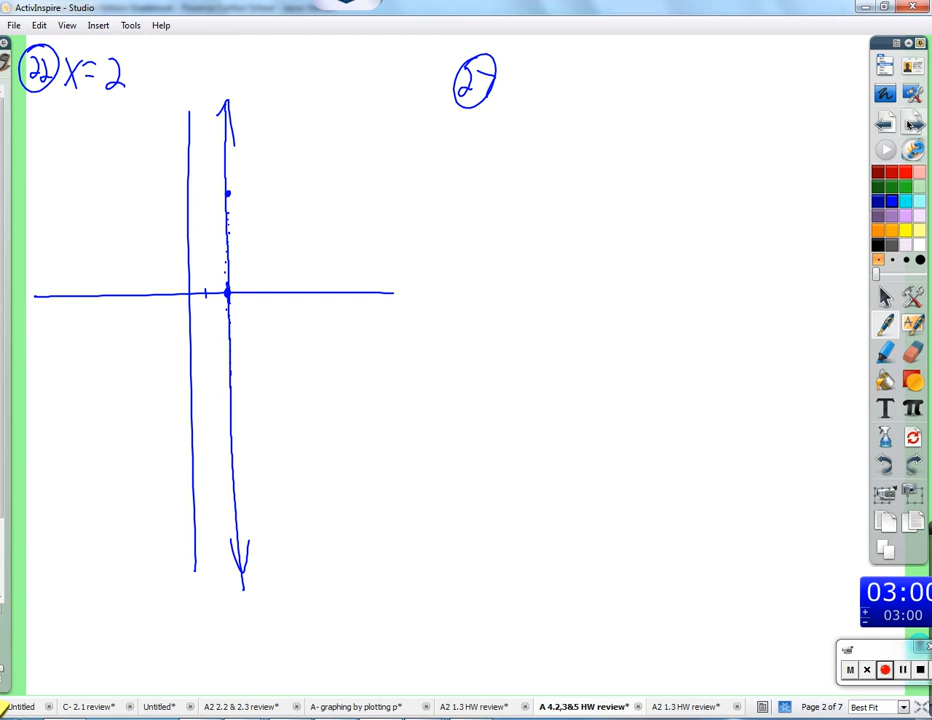 ActivInspire - Studio
File Edit View Insert Tools Help
22 X = 2
27
03:00
03:00
M
Untitled C- 2.1 review* Untitled* A2 2.2 & 2.3 review* A- graphing by plotting p* A2 1.3 HW review* A 4.2,3&5 HW review* A2 1.3 HW review* Page 2 of 7 Best Fit